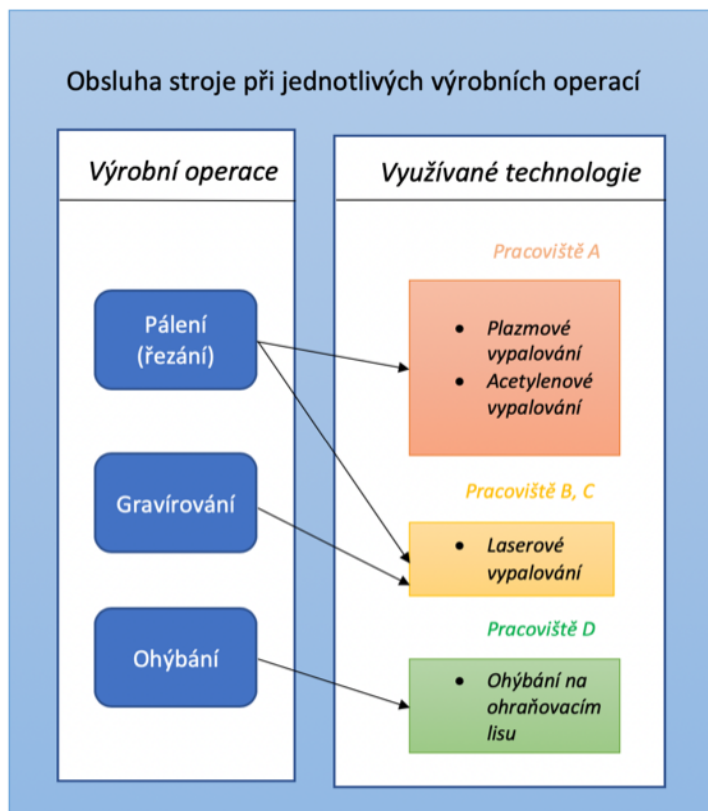 Obsluha stroje při jednotlivých výrobních operací
Výrobní operace
Pálení
(řezání)
Gravírování
Ohýbání
Využívané technologie
Pracoviště A
• Plazmové
vypalování
• Acetylenové
vypalování
Pracoviště B, C
• Laserové
vypalování
Pracoviště D
• Ohýbání na
ohraňovacím
lisu